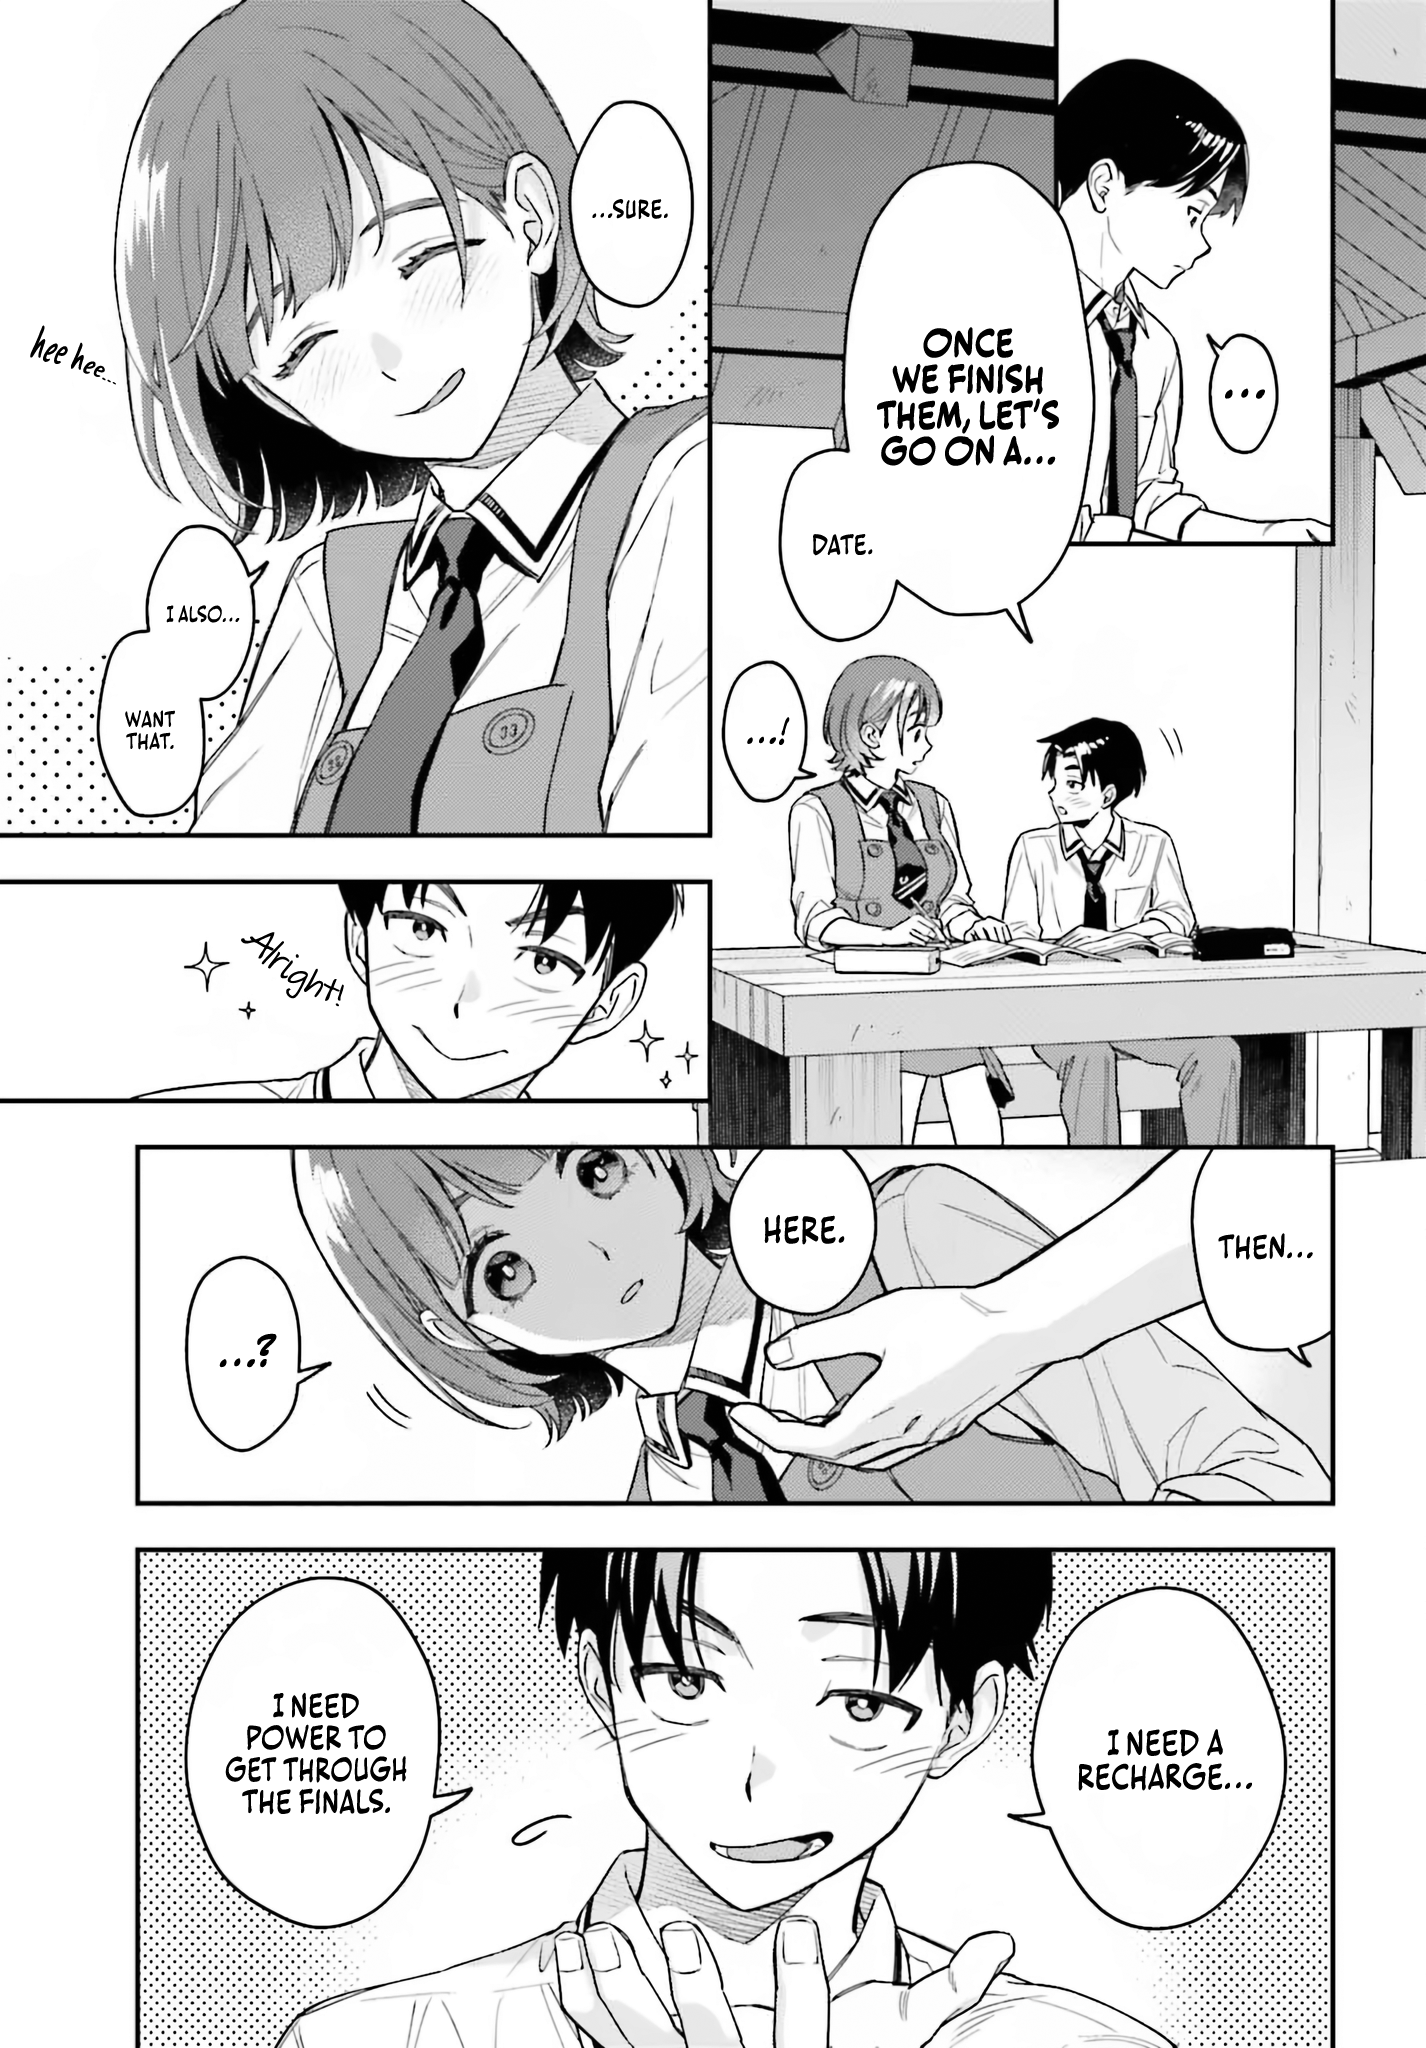 ...
ONCE
WE FINISH
THEM, LET'S
GO ON A...
DATE.
...!
...SURE.
hee hee...
I ALSO...
WANT
THAT.
Alright!
THEN...
HERE.
...?
I NEED A
RECHARGE...
I NEED
POWER TO
GET THROUGH
THE FINALS.